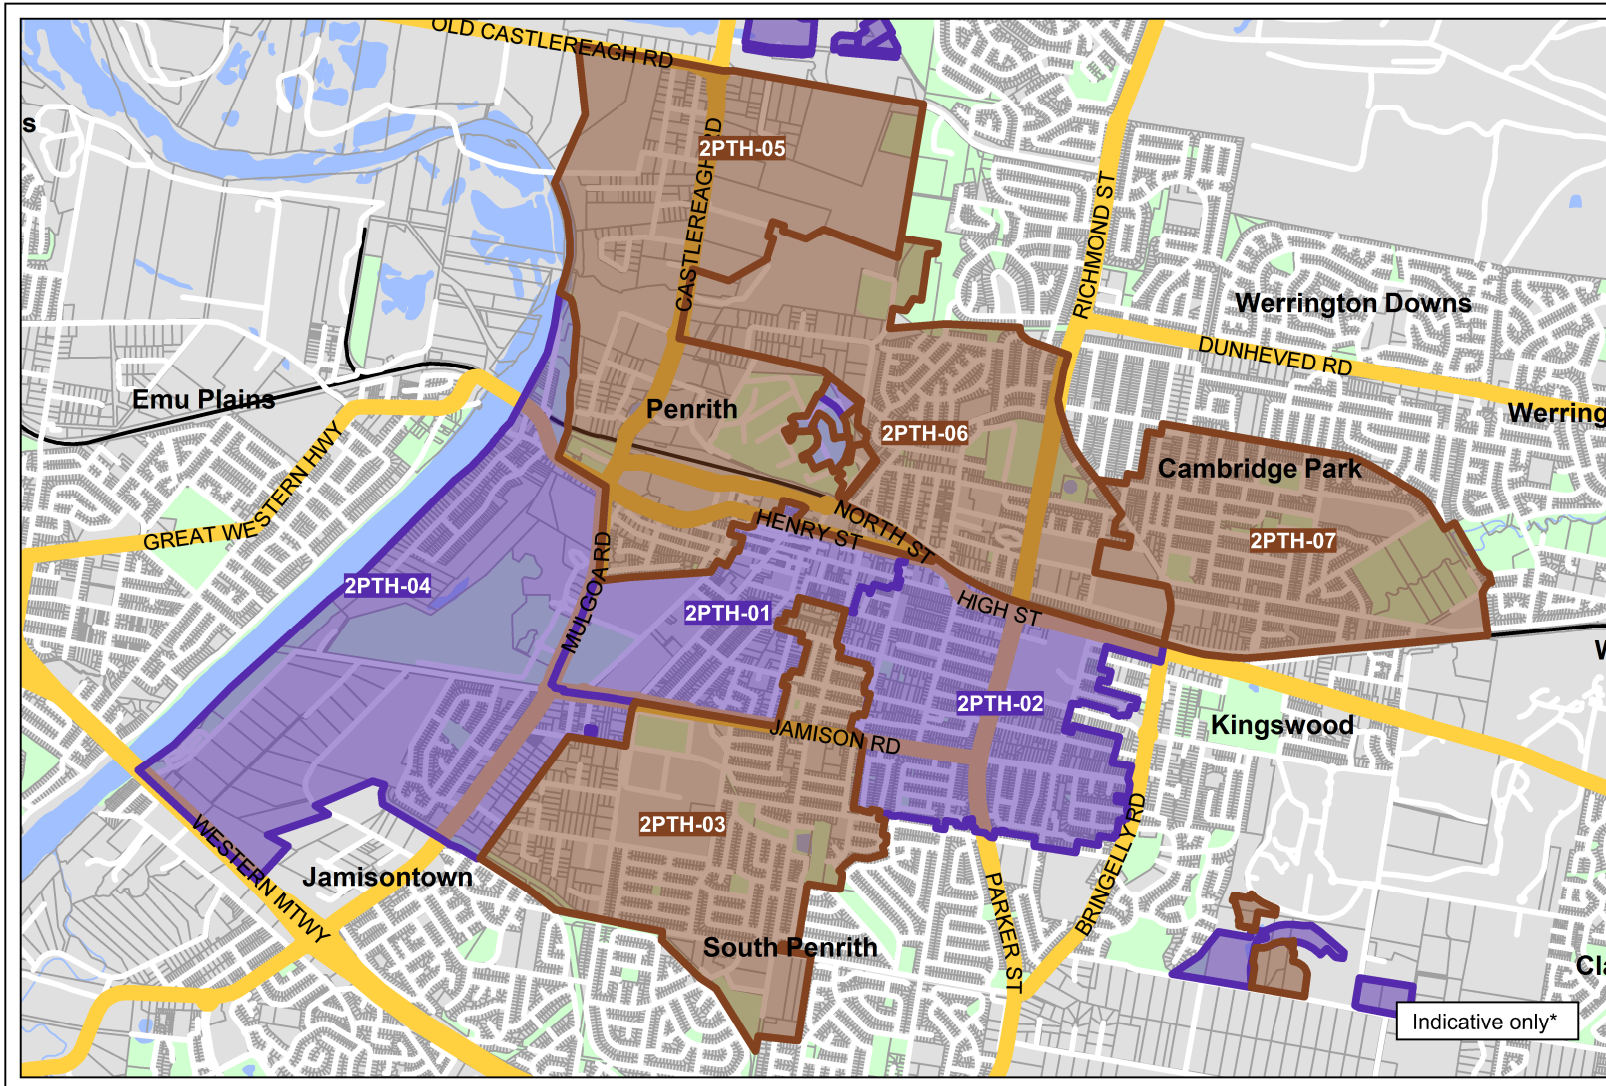 OLD CASTLEREAGH RD
s
2PTH-05
CASTLEREAGH RD
RICHMOND ST
Werrington Downs
DUNHEVED RD
Emu Plains
Penrith
Werring
2PTH-06
Cambridge Park
GREAT WESTERN HWY
NORTH ST
HENRY ST
2PTH-07
MULGOA RD
2PTH-04
2PTH-01
HIGH ST
W
2PTH-02
Kingswood
JAMISON RD
2PTH-03
WESTERN MTWY
Jamisontown
BRINGELLY RD
PARKER ST
South Penrith
Cla
Indicative only*